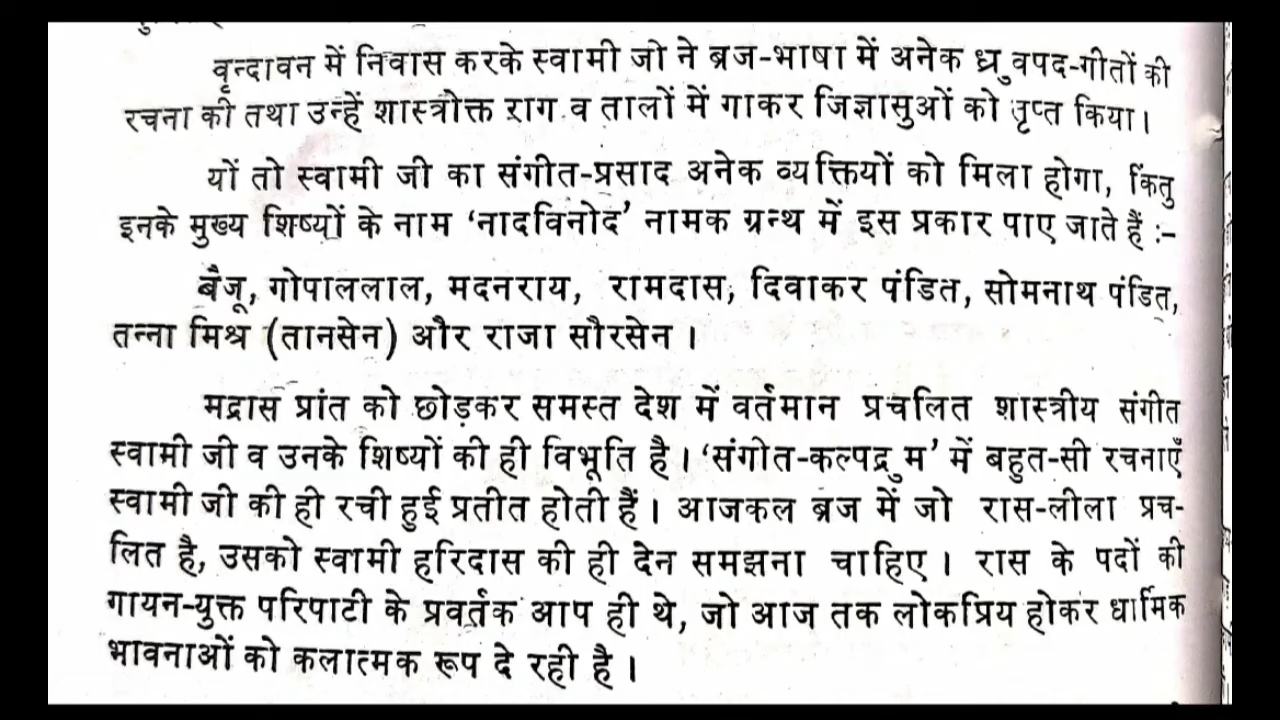 वृन्दावन में निवास करके स्वामी जो ने ब्रज-भाषा में अनेक ध्रुवपद-गीतों की
रचना की तथा उन्हें शास्त्रोक्त राग व तालों में गाकर जिज्ञासुओं को तृप्त किया।
यों तो स्वामी जी का संगीत-प्रसाद अनेक व्यक्तियों को मिला होगा, किंतु
इनके मुख्य शिष्यों के नाम ‘नादविनोद’ नामक ग्रन्थ में इस प्रकार पाए जाते हैं :–
बैजू, गोपाललाल, मदनराय, रामदास, दिवाकर पंडित, सोमनाथ पंडित,
तन्ना मिश्र (तानसेन) और राजा सौरसेन ।
मद्रास प्रांत को छोड़कर समस्त देश में वर्तमान प्रचलित शास्त्रीय संगीत
स्वामी जी व उनके शिष्यों की ही विभूति है । ‘संगोत-कल्पद्रुम’ में बहुत-सी रचनाएँ
स्वामी जी की ही रची हुई प्रतीत होती हैं । आजकल ब्रज में जो रास-लीला प्रच-
लित है, उसको स्वामी हरिदास की ही देन समझना चाहिए । रास के पदों की
गायन-युक्त परिपाटी के प्रवर्तक आप ही थे, जो आज तक लोकप्रिय होकर धार्मिक
भावनाओं को कलात्मक रूप दे रही है ।